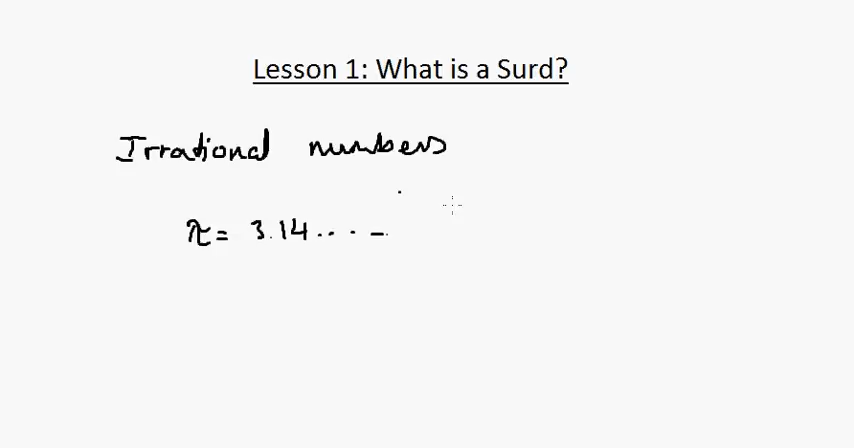 Lesson 1: What is a Surd?
Irrational numbers
π = 3.14.... -.